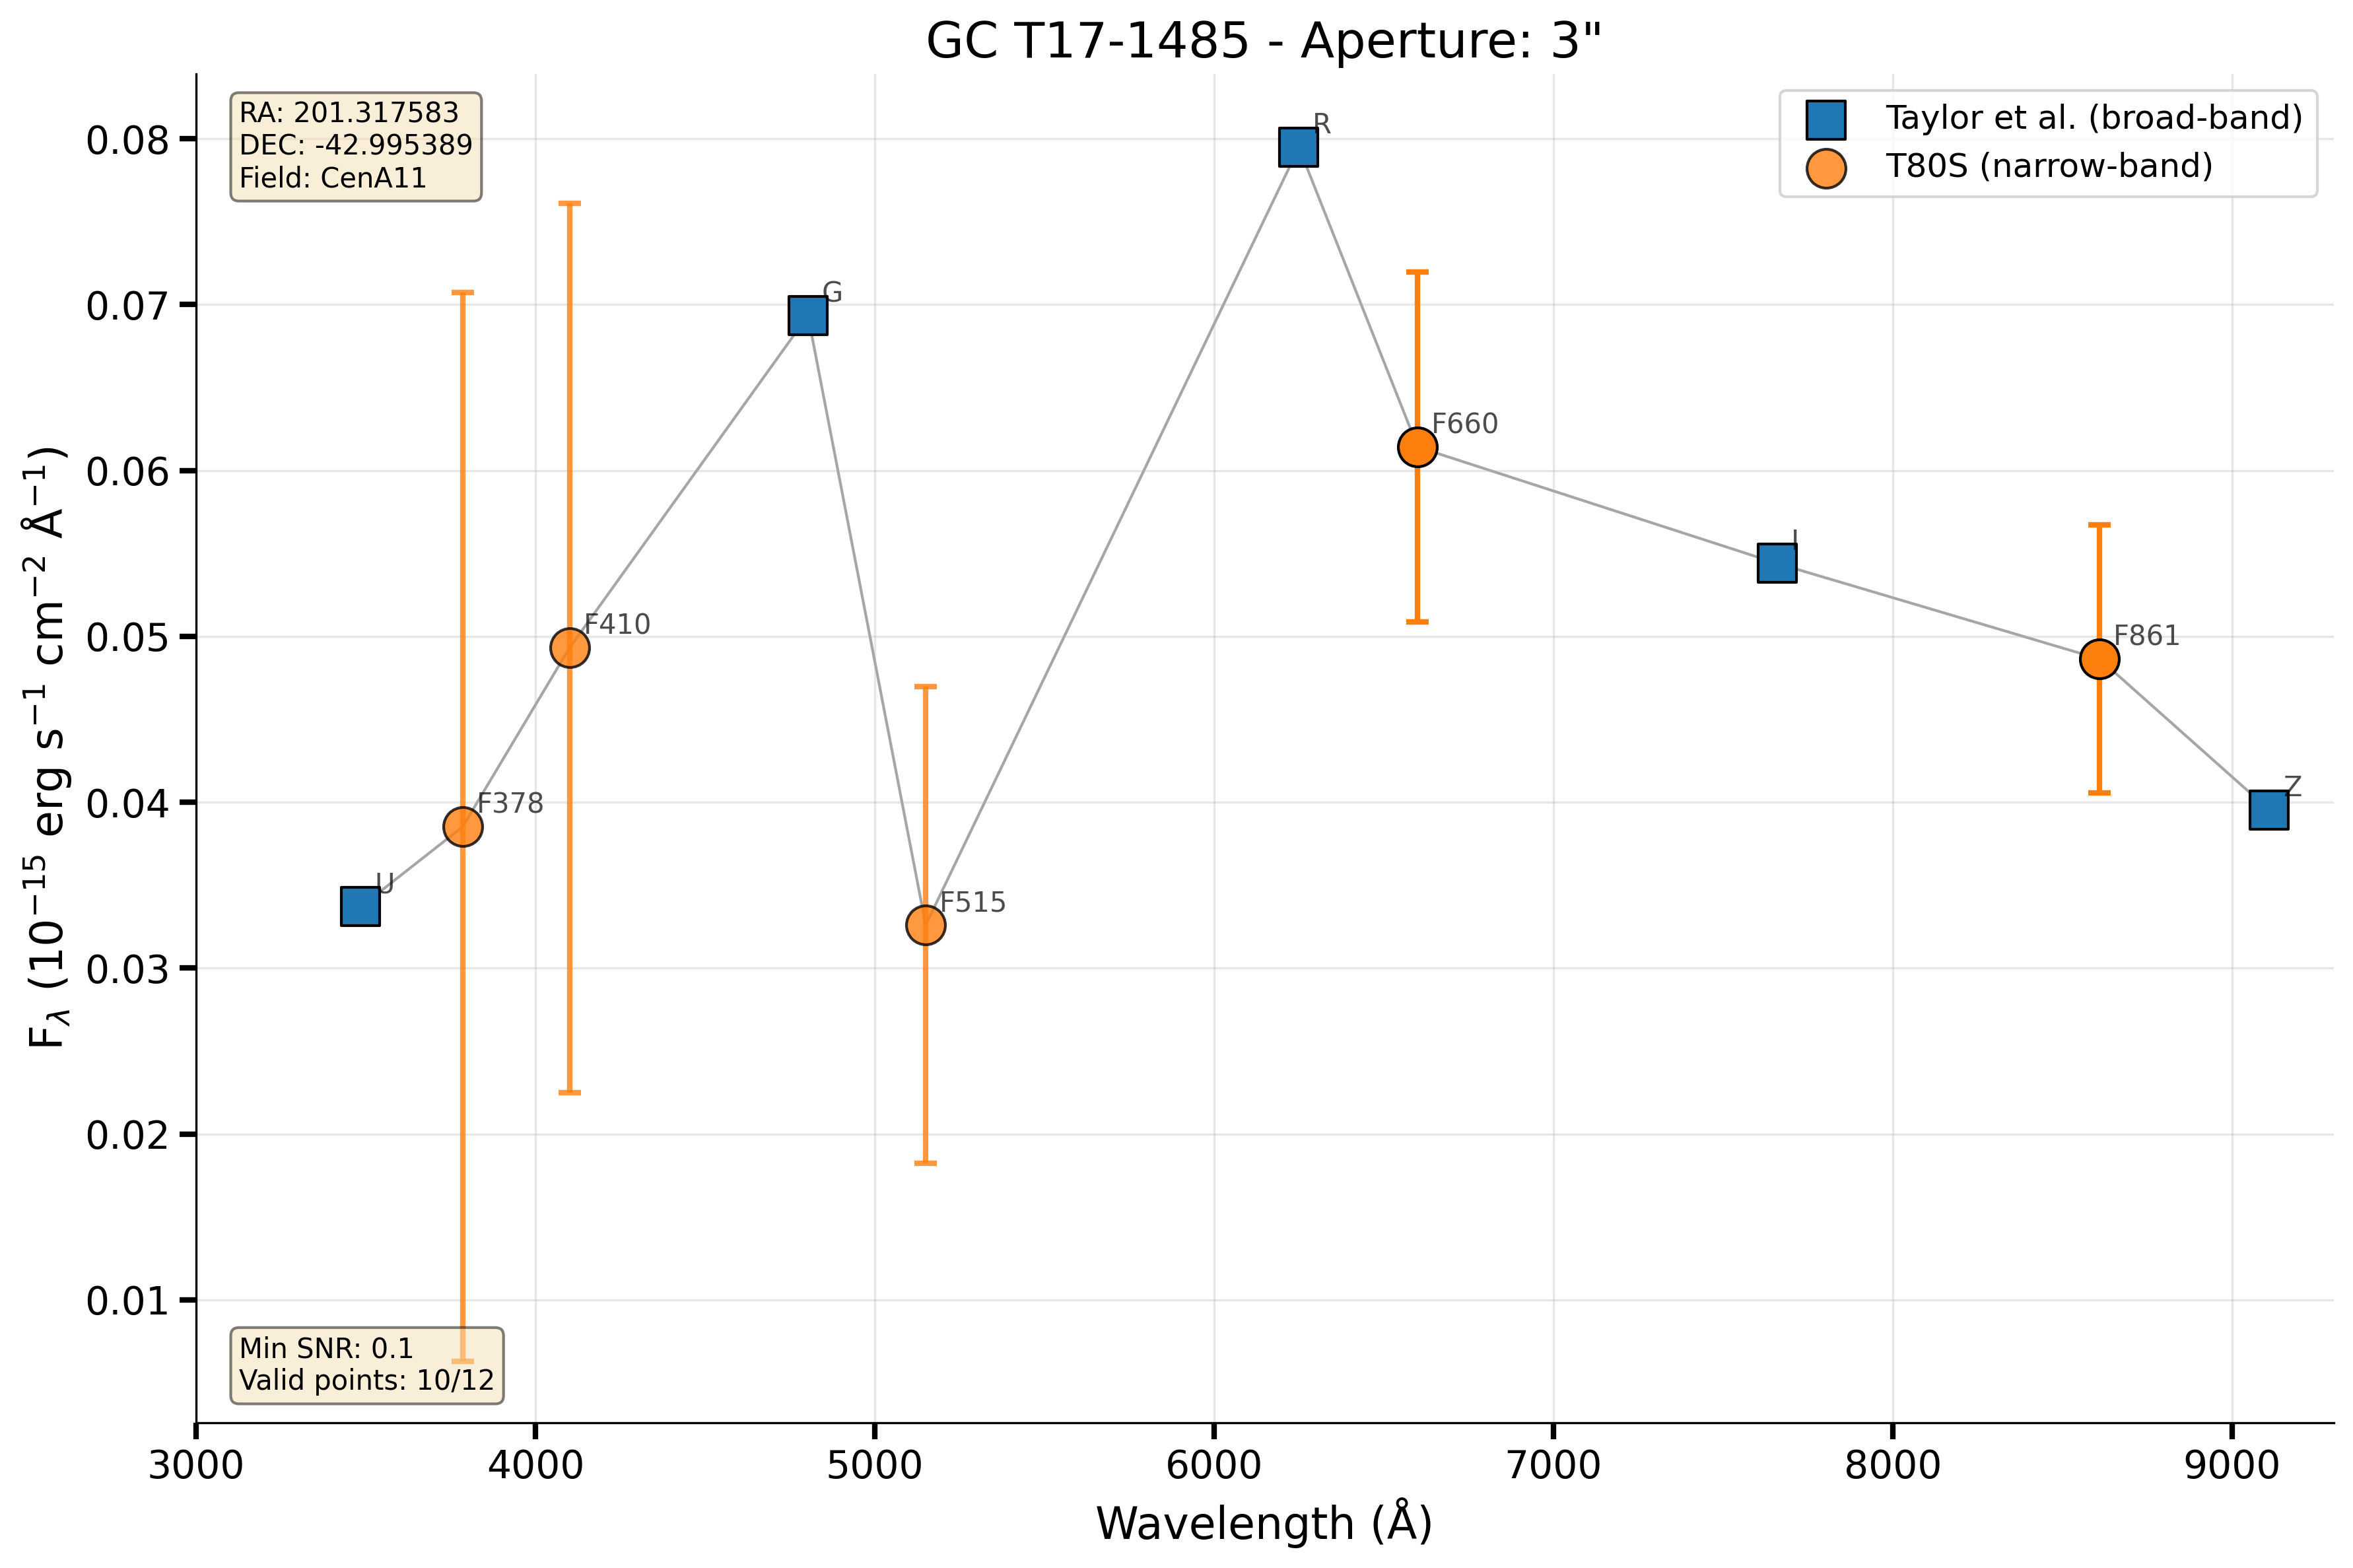 GC T17-1485 - Aperture: 3"
RA: 201.317583
DEC: -42.995389
Field: CenA11
Taylor et al. (broad-band)
T80S (narrow-band)
R
G
F660
F410
I
F861
F378
Z
U
F515
Min SNR: 0.1
Valid points: 10/12
0.08
0.07
0.06
0.05
0.04
0.03
0.02
0.01
F_λ (10⁻¹⁵ erg s⁻¹ cm⁻² Å⁻¹)
3000 4000 5000 6000 7000 8000 9000
Wavelength (Å)